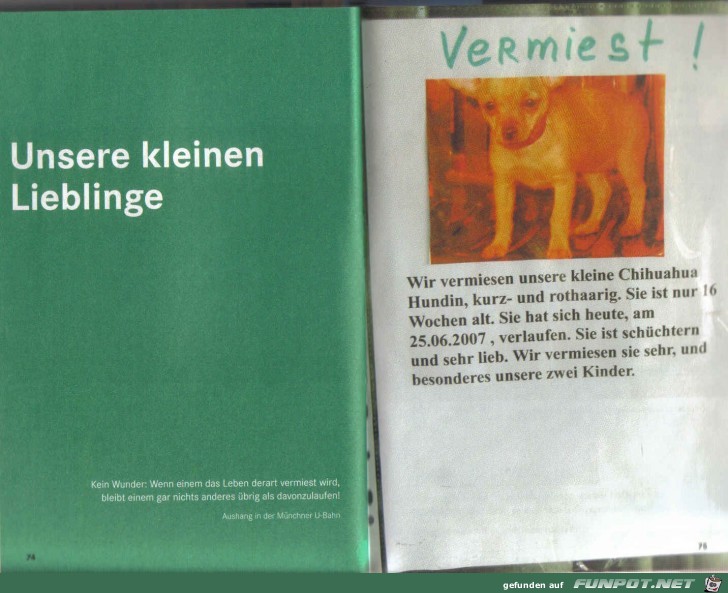 Unsere kleinen
Lieblinge
Kein Wunder: Wenn einem das Leben derart vermiest wird,
bleibt einem gar nichts anderes übrig als davonzulaufen!
Aushang in der Münchner U-Bahn
74
Vermiest !
Wir vermiesen unsere kleine Chihuahua
Hundin, kurz- und rothaarig. Sie ist nur 16
Wochen alt. Sie hat sich heute, am
25.06.2007 , verlaufen. Sie ist schüchtern
und sehr lieb. Wir vermiesen sie sehr, und
besonderes unsere zwei Kinder.
75
gefunden auf FUNPOT.NET